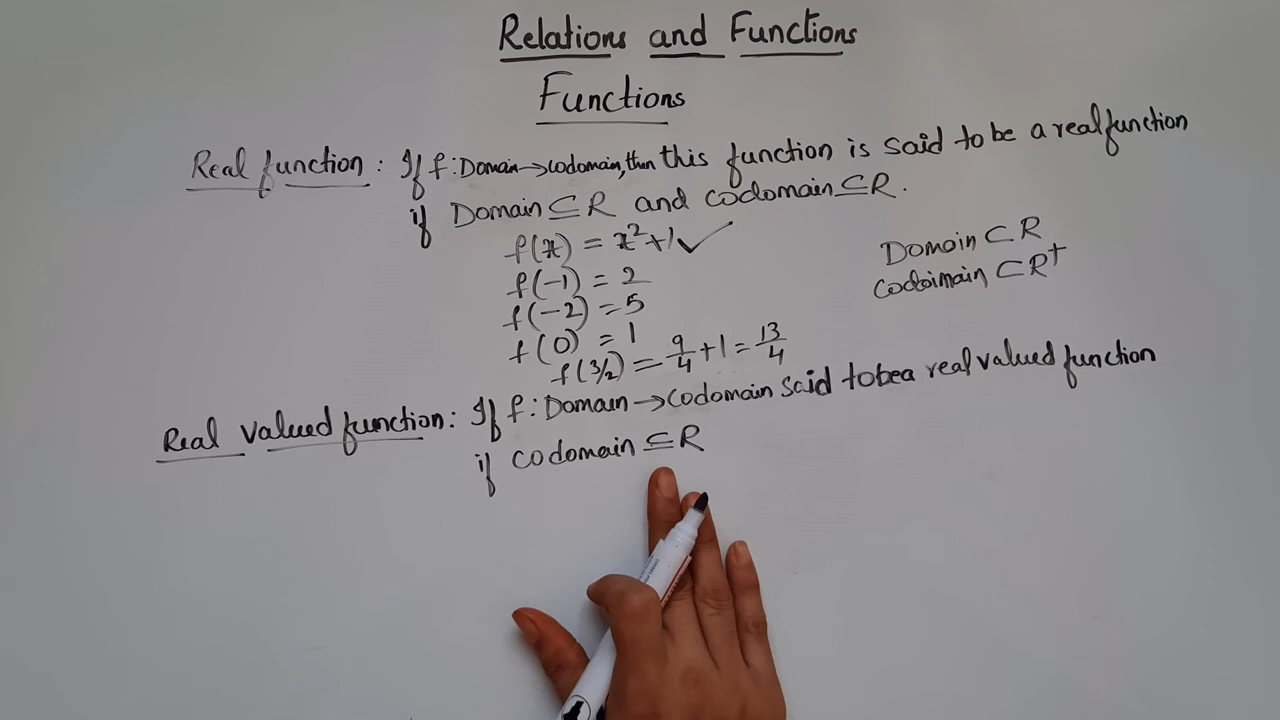 Relations and Functions
Functions
Real function : If f : Domain → codomain, then this function is said to be a real function
if Domain ⊆ R and codomain ⊆ R.
f(x) = x²+1 ✓
f(-1) = 2
f(-2) = 5
f(0) = 1
f(3/2) = 9/4 + 1 = 13/4
Domain ⊂ R
Codoimain ⊂ R⁺
Real valued function : If f : Domain → codomain said to be a real valued function
if codomain ⊆ R